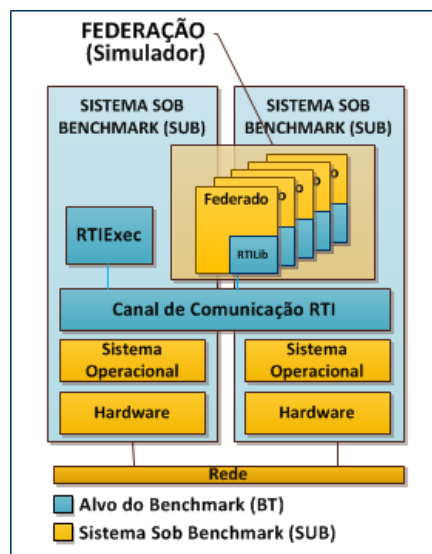 FEDERAÇÃO
(Simulador)
SISTEMA SOB
BENCHMARK (SUB)
SISTEMA SOB
BENCHMARK (SUB)
Federado
RTILib
RTIExec
Canal de Comunicação RTI
Sistema
Operacional
Sistema
Operacional
Hardware
Hardware
Rede
Alvo do Benchmark (BT)
Sistema Sob Benchmark (SUB)